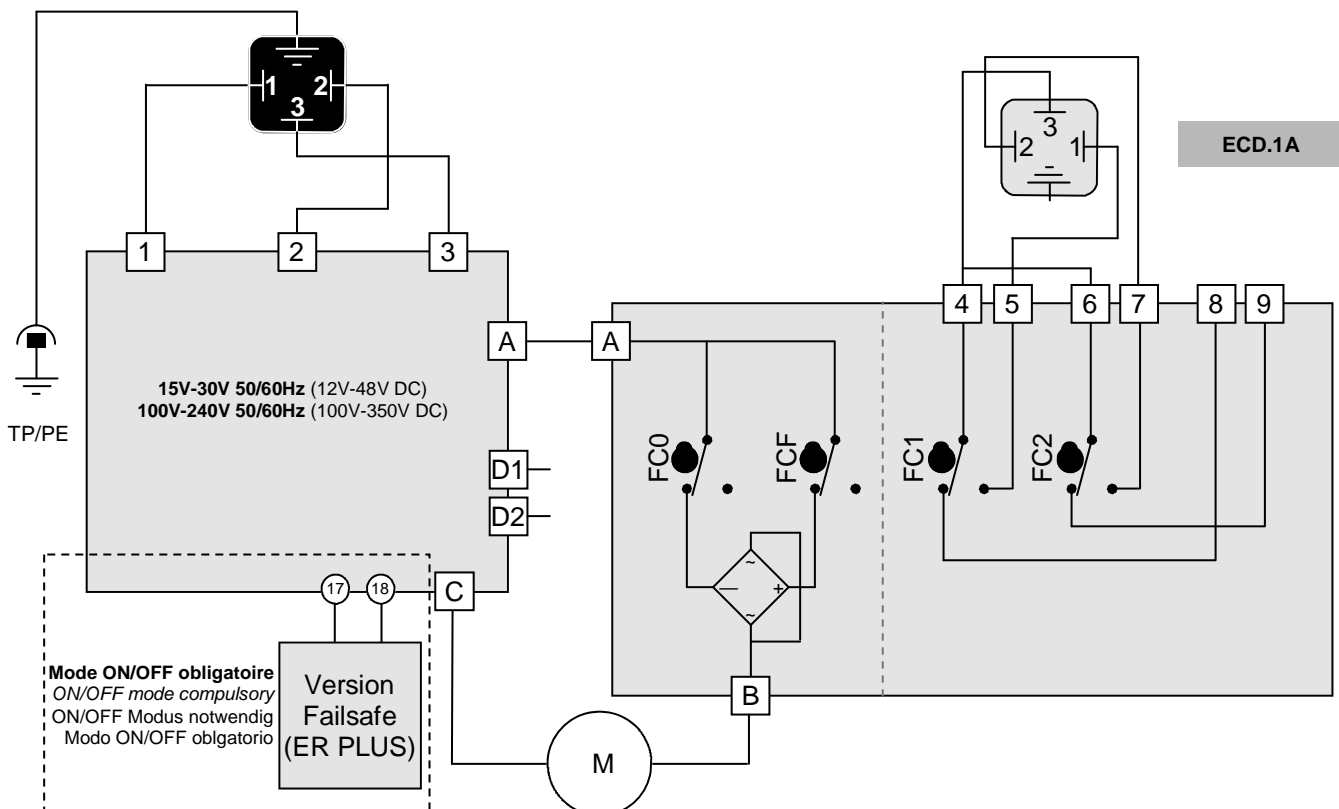 1 2
3
3
2 1
ECD.1A
1 2 3
4 5 6 7 8 9
A A
15V-30V 50/60Hz (12V-48V DC)
100V-240V 50/60Hz (100V-350V DC)
TP/PE
FC0 FCF FC1 FC2
D1
D2
~
— +
~
17 18
C
Mode ON/OFF obligatoire
ON/OFF mode compulsory
ON/OFF Modus notwendig
Modo ON/OFF oblgatorio
Version
Failsafe
(ER PLUS)
B
M